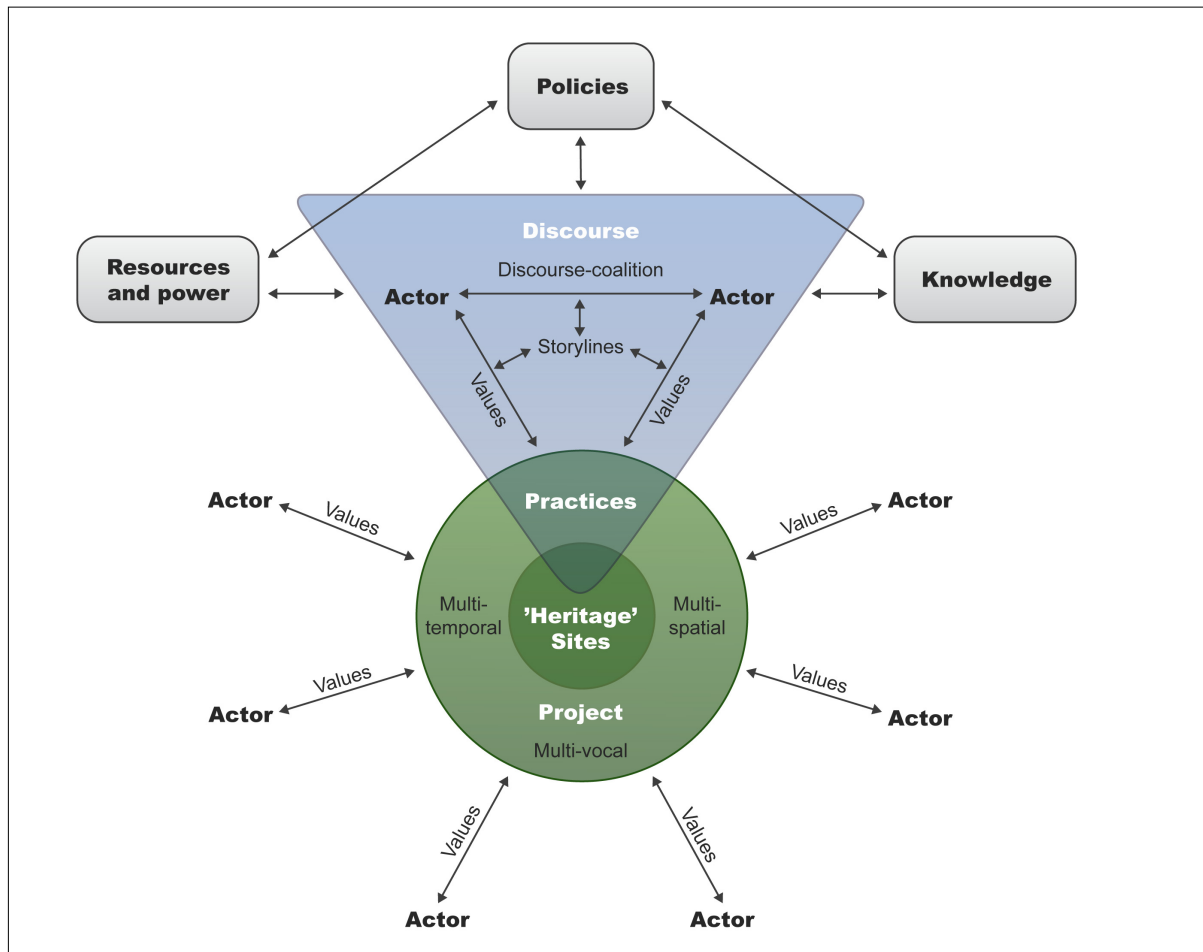 Policies
Discourse
Discourse-coalition
Resources
and power
Knowledge
Actor
Actor
Storylines
Values
Values
Practices
Actor
Values
Values
Actor
Multi-
temporal
'Heritage'
Sites
Multi-
spatial
Actor
Values
Values
Actor
Project
Multi-vocal
Values
Values
Actor
Actor